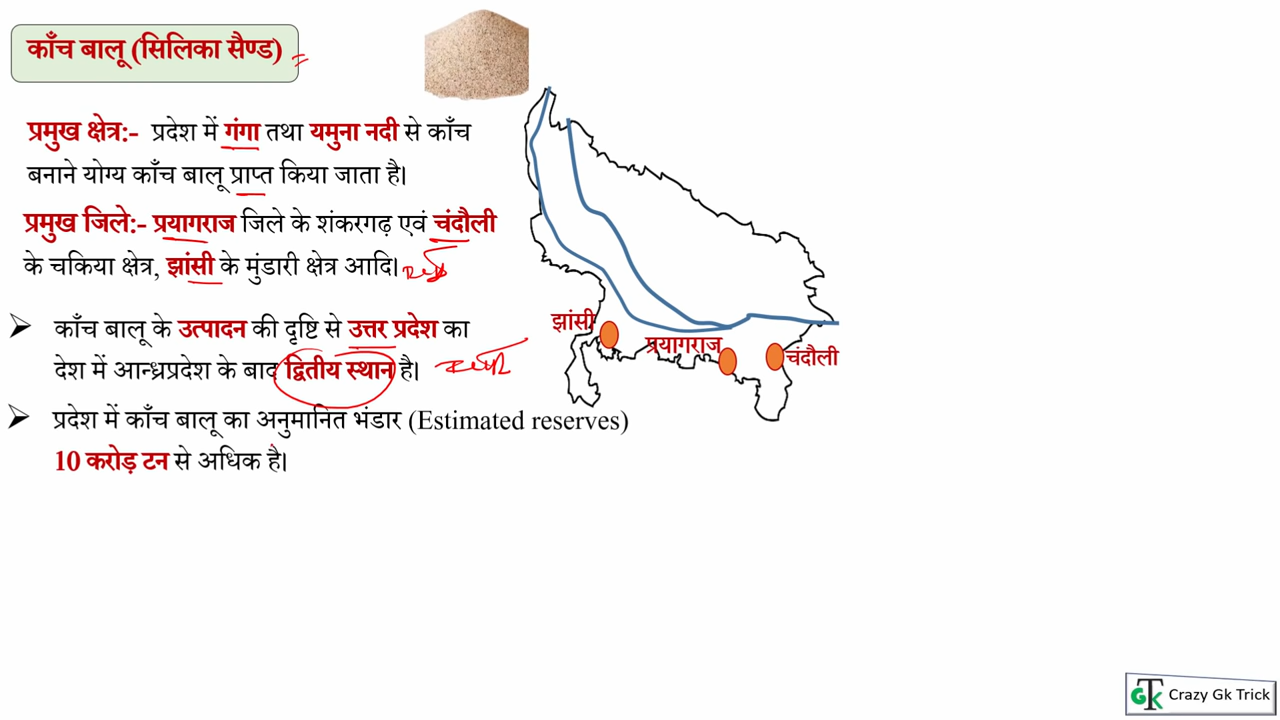 काँच बालू (सिलिका सैण्ड)
प्रमुख क्षेत्र:- प्रदेश में गंगा तथा यमुना नदी से काँच
बनाने योग्य काँच बालू प्राप्त किया जाता है।
प्रमुख जिले:- प्रयागराज जिले के शंकरगढ़ एवं चंदौली
के चकिया क्षेत्र, झांसी के मुंडारी क्षेत्र आदि।
➢ काँच बालू के उत्पादन की दृष्टि से उत्तर प्रदेश का
देश में आन्ध्रप्रदेश के बाद द्वितीय स्थान है।
➢ प्रदेश में काँच बालू का अनुमानित भंडार (Estimated reserves)
10 करोड़ टन से अधिक है।
झांसी
प्रयागराज
चंदौली
GTK Crazy Gk Trick